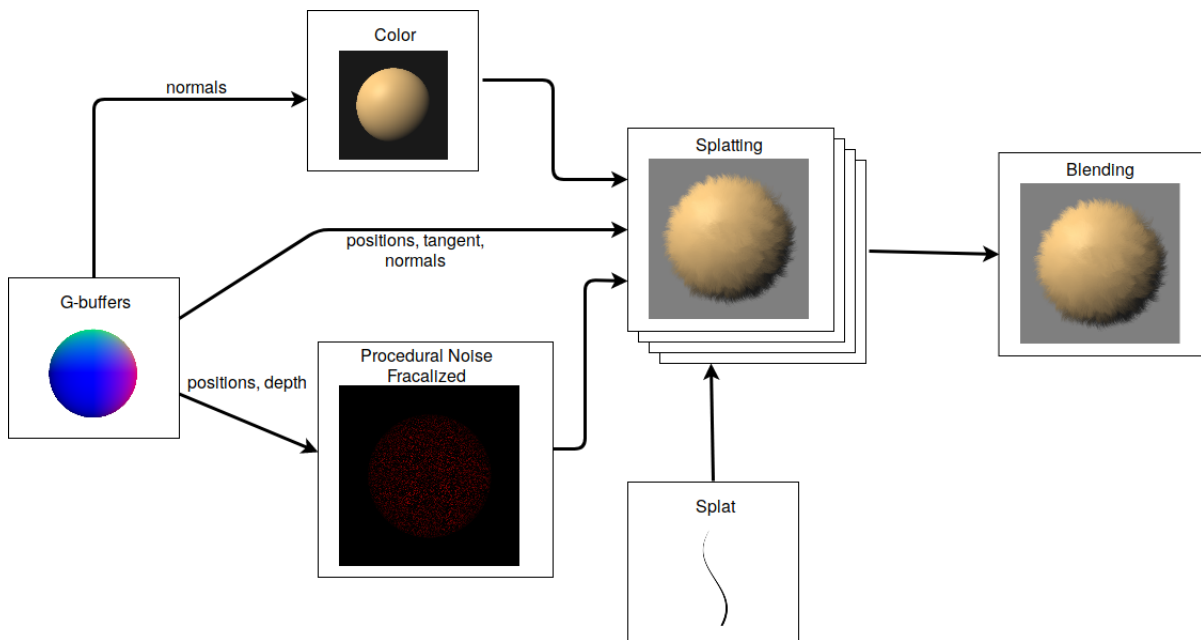 Color
normals
Splatting
Blending
positions, tangent,
normals
G-buffers
Procedural Noise
Fracalized
positions, depth
Splat